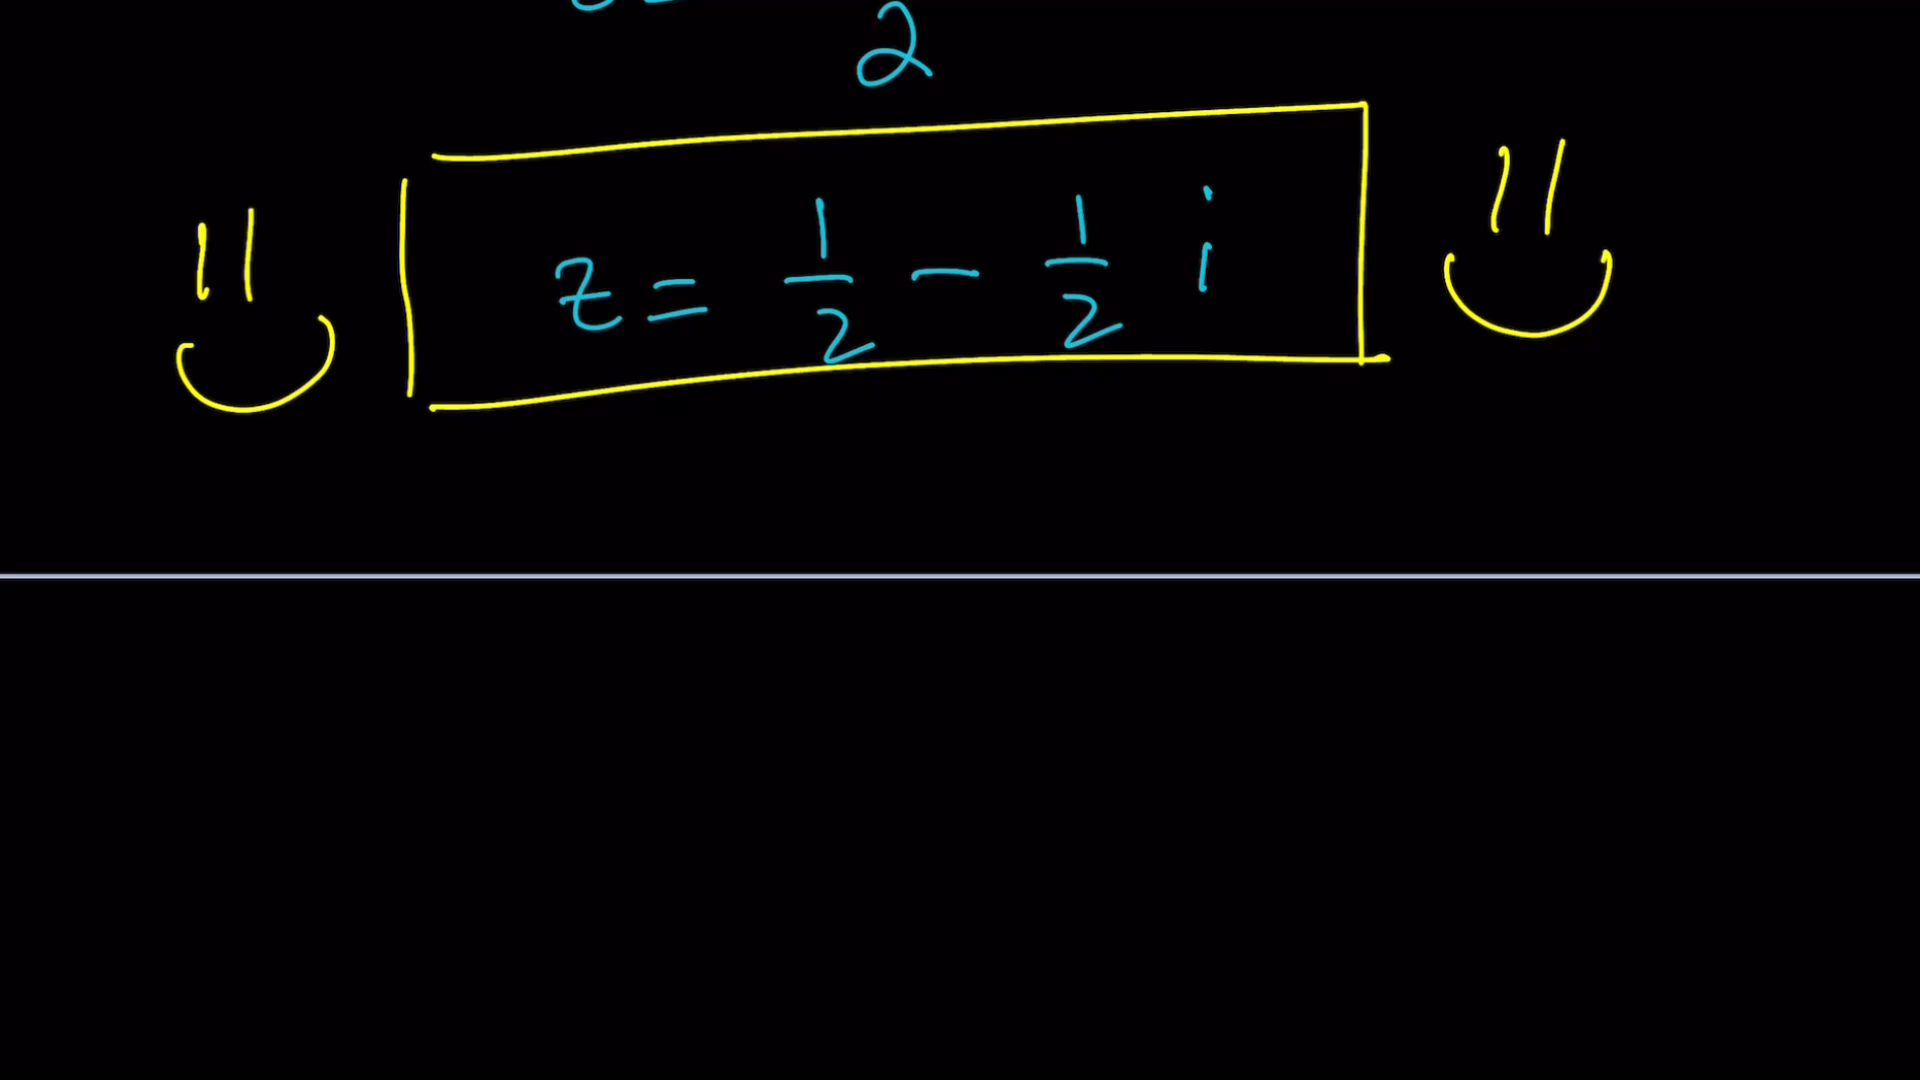 2
z = 1/2 - 1/2 i